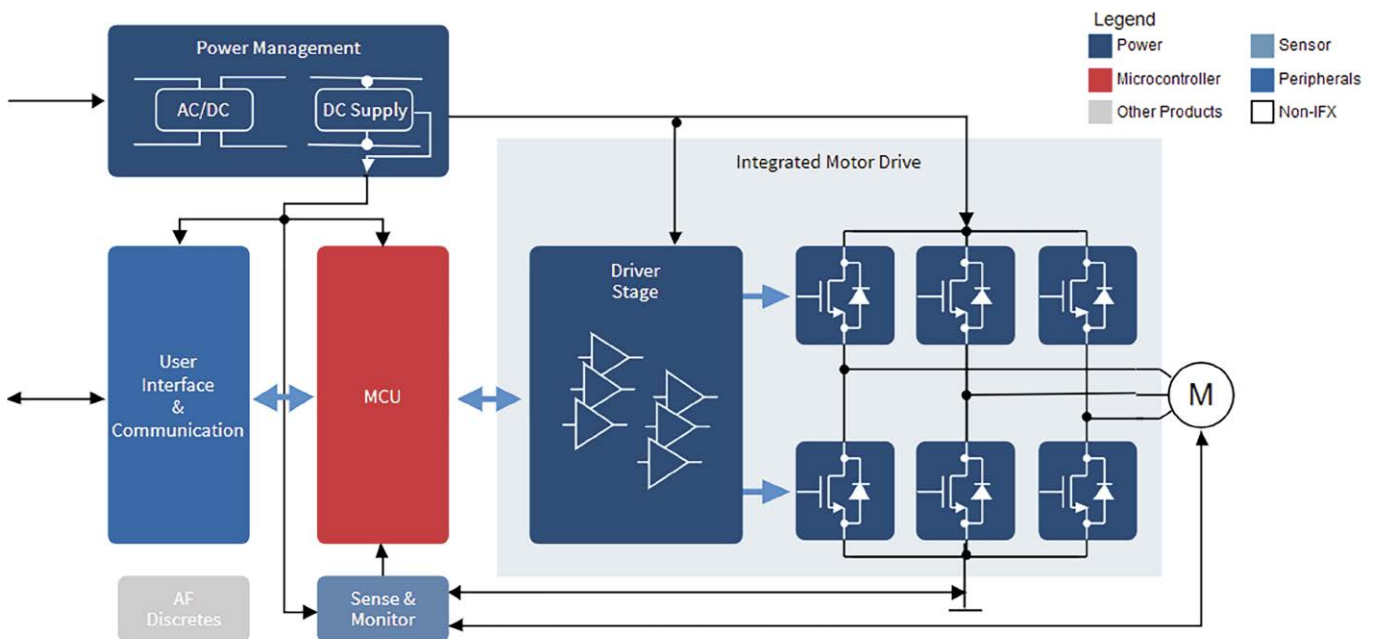 Legend
Power
Sensor
Microcontroller
Peripherals
Other Products
Non-IFX
Power Management
AC/DC
DC Supply
Integrated Motor Drive
Driver
Stage
User
Interface
&
Communication
MCU
M
AF
Discretes
Sense &
Monitor